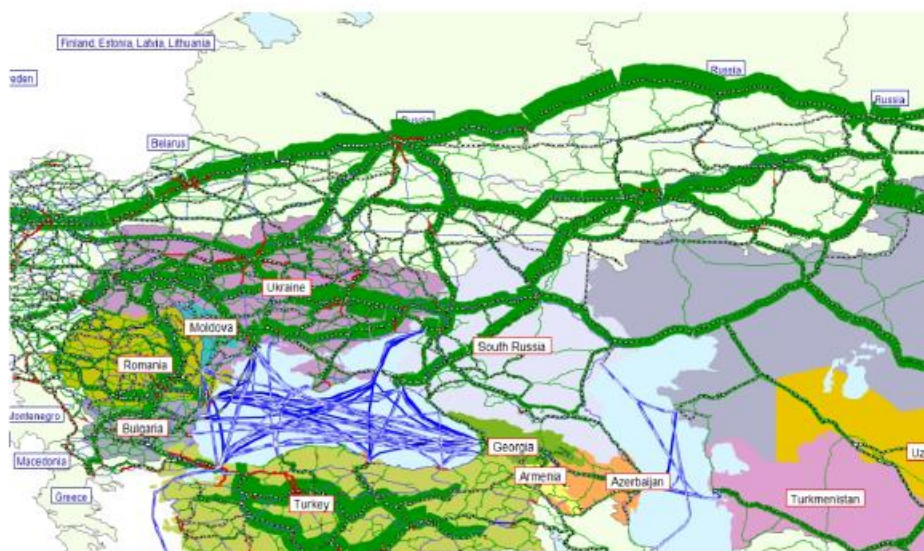 Finland, Estonia, Latvia, Lithuania
Russia
eden
Russia
Russia
Belarus
Ukraine
Moldova
South Russia
Romania
Montenegro
Bulgaria
Georgia
Uz
Macedonia
Armenia
Azerbaijan
Turkmenistan
Greece
Turkey